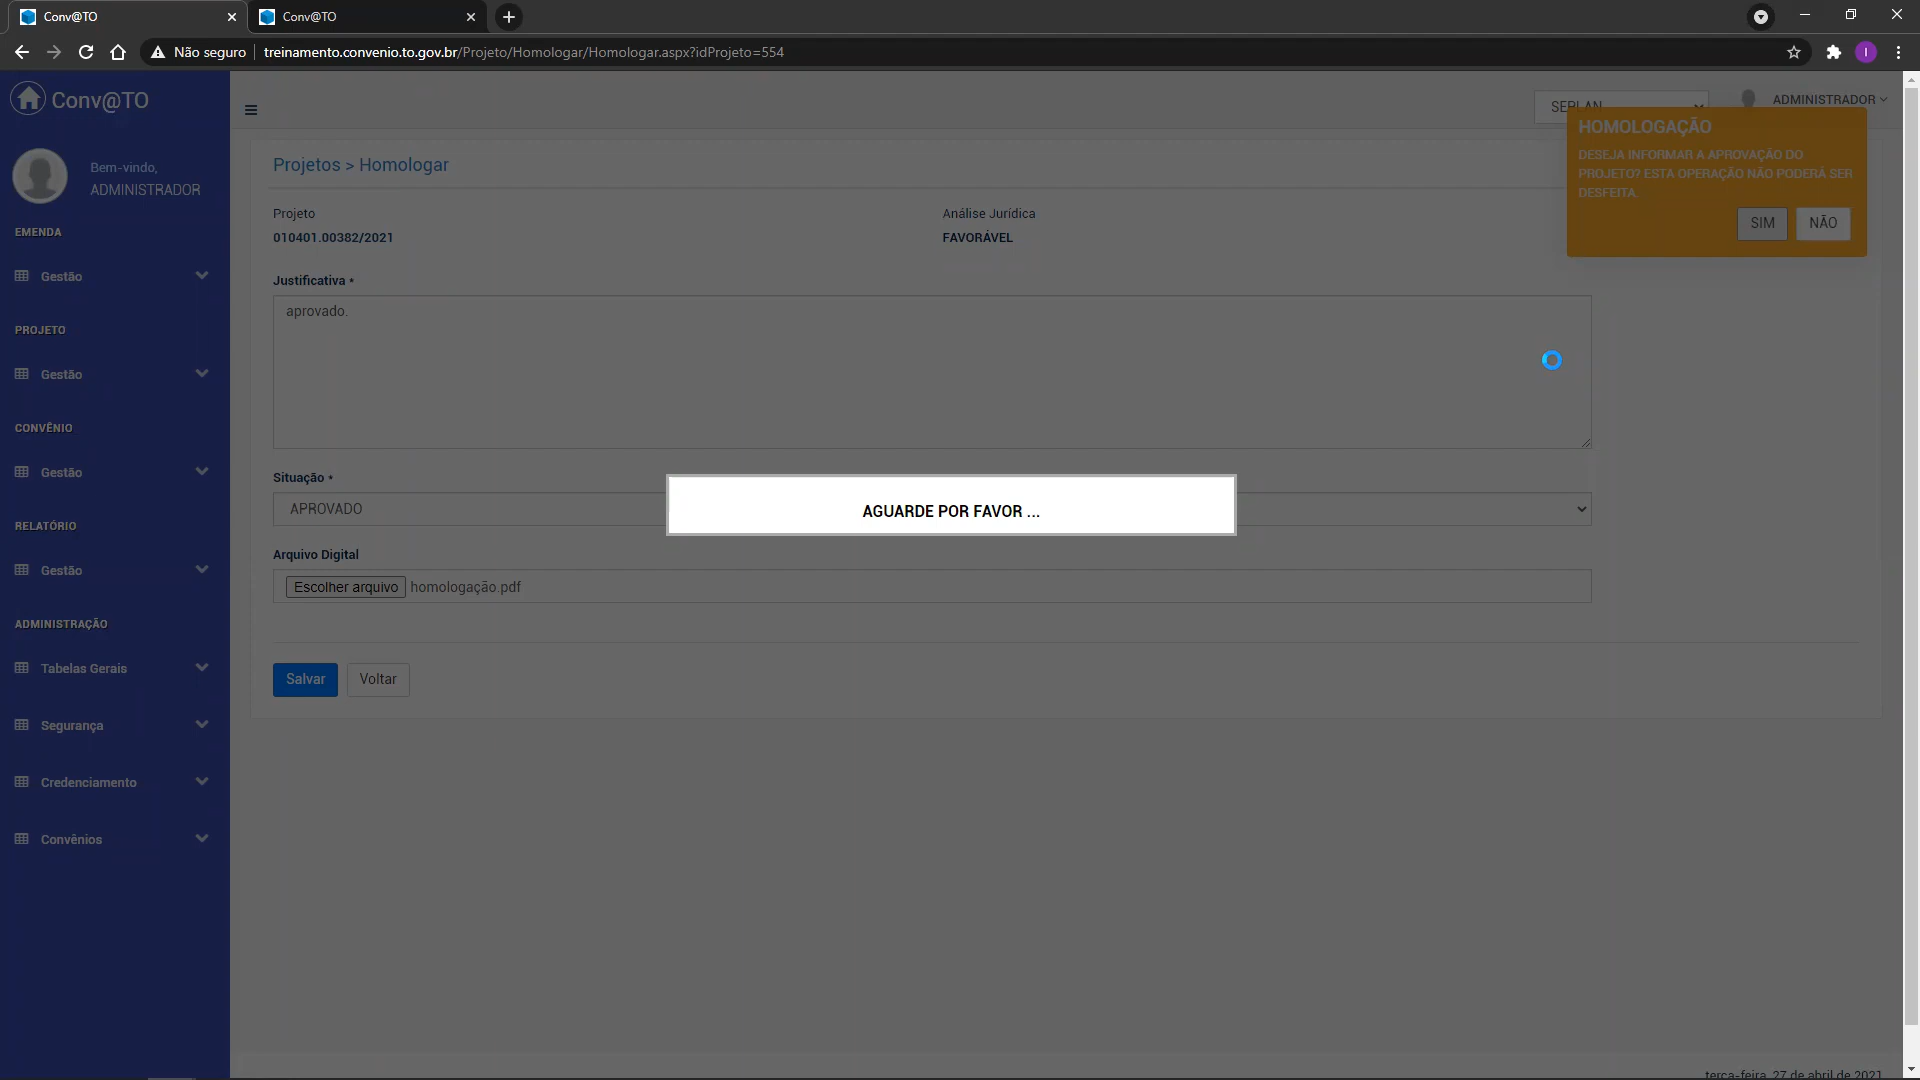 Conv@TO
Conv@TO
Não seguro
treinamento.convenio.to.gov.br/Projeto/Homologar/Homologar.aspx?idProjeto=554
I
Conv@TO
SEPLAN
ADMINISTRADOR
Bem-vindo,
ADMINISTRADOR
EMENDA
Gestão
PROJETO
Gestão
CONVÊNIO
Gestão
RELATÓRIO
Gestão
ADMINISTRAÇÃO
Tabelas Gerais
Segurança
Credenciamento
Convênios
HOMOLOGAÇÃO
DESEJA INFORMAR A APROVAÇÃO DO
PROJETO? ESTA OPERAÇÃO NÃO PODERÁ SER
DESFEITA.
SIM
NÃO
Projetos > Homologar
Projeto
010401.00382/2021
Análise Jurídica
FAVORÁVEL
Justificativa *
aprovado.
Situação *
APROVADO
AGUARDE POR FAVOR ...
Arquivo Digital
Escolher arquivo homologação.pdf
Salvar
Voltar
terça-feira, 27 de abril de 2021